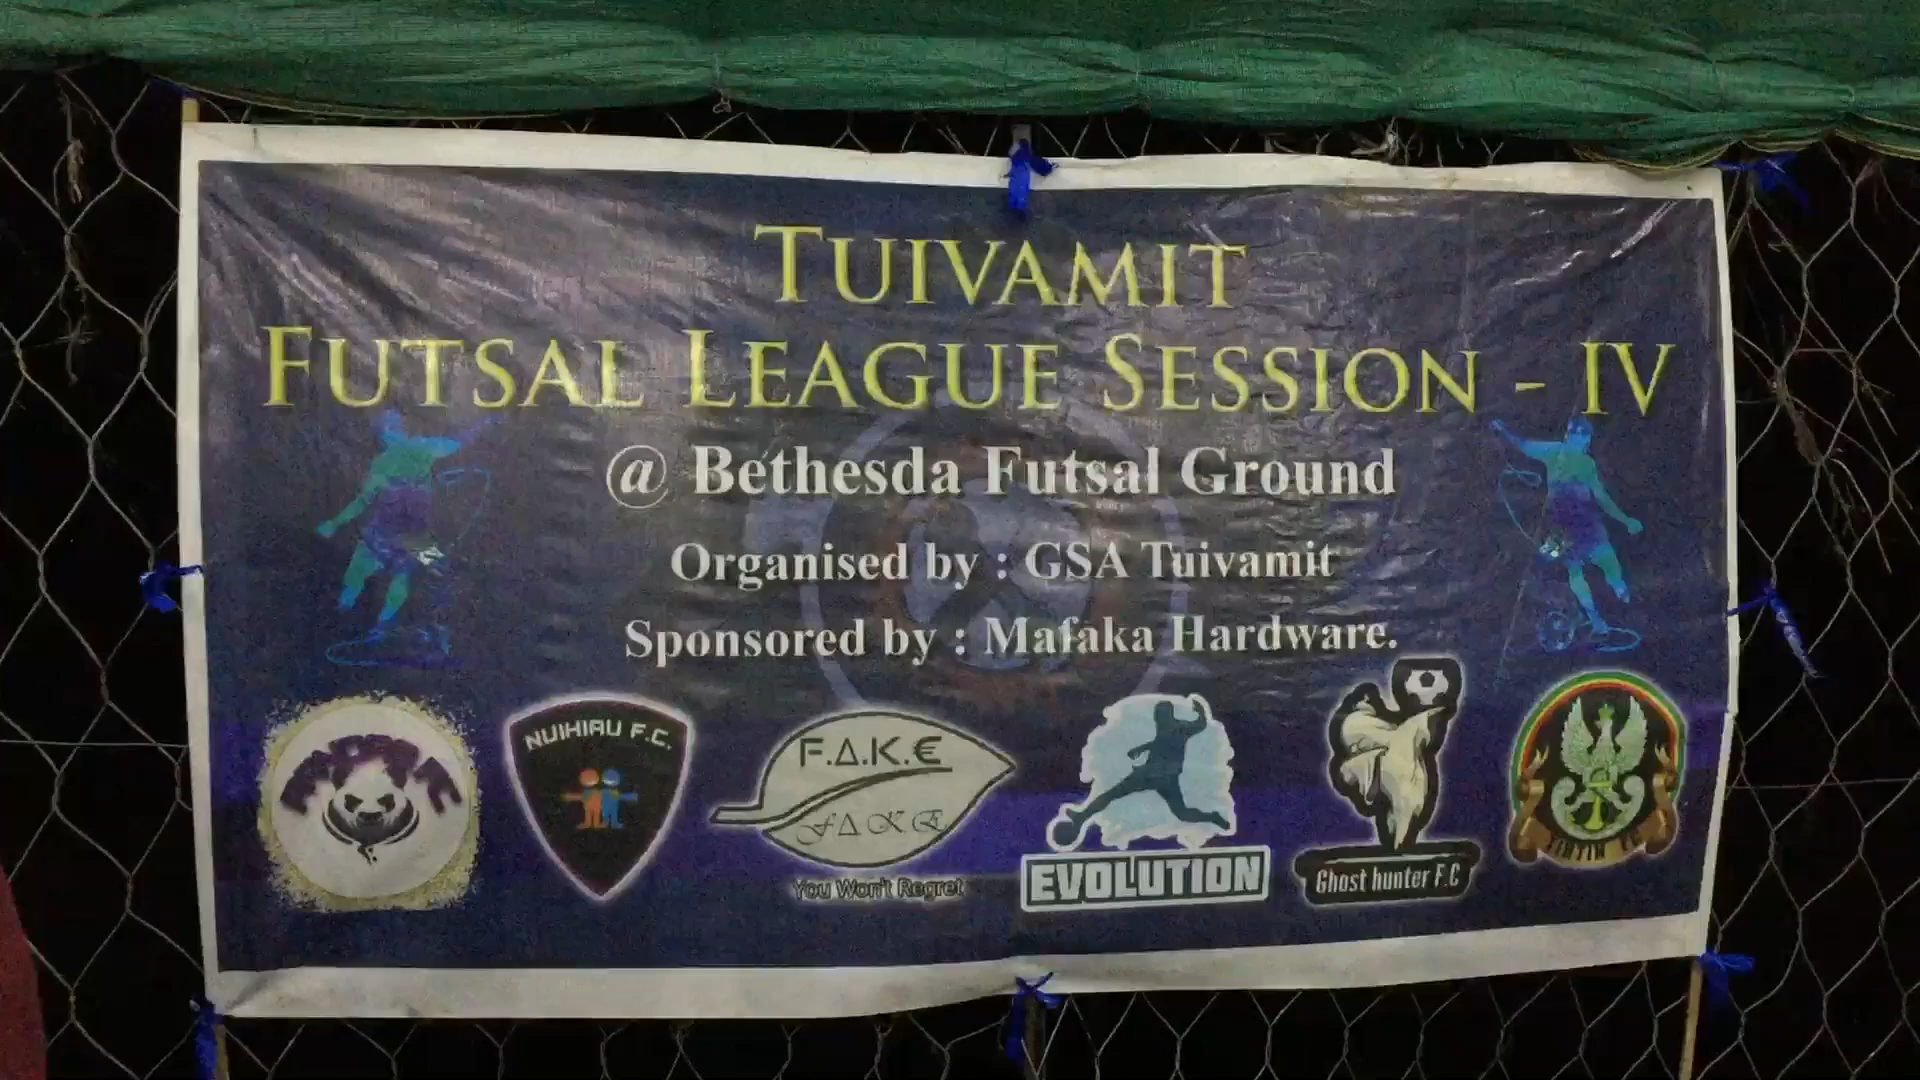 TUIVAMIT
FUTSAL LEAGUE SESSION - IV
@ Bethesda Futsal Ground
Organised by : GSA Tuivamit
Sponsored by : Mafaka Hardware.
NUIHIAU F.C.
F.Δ.K.€
FΔKE
You Won't Regret
EVOLUTION
Ghost hunter F.C